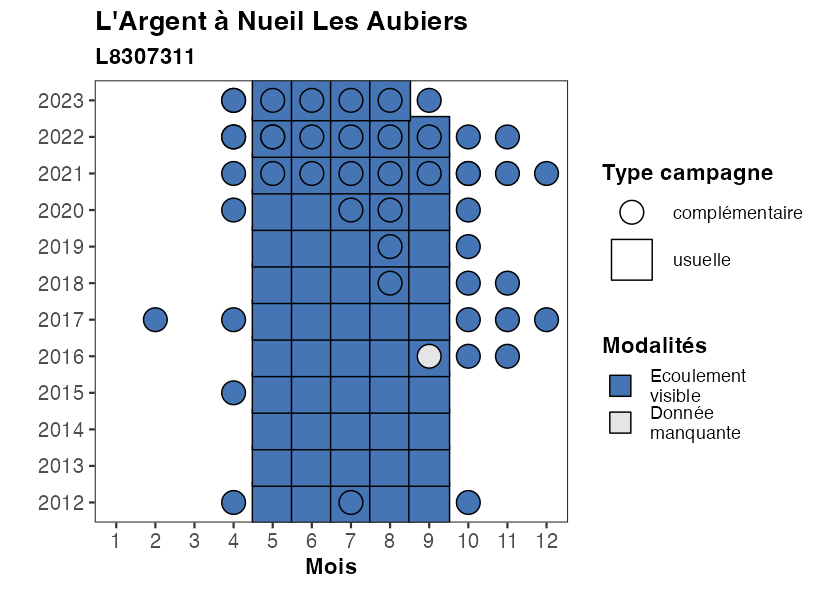 L'Argent à Nueil Les Aubiers
L8307311
2023
2022
2021
2020
2019
2018
2017
2016
2015
2014
2013
2012
1 2 3 4 5 6 7 8 9 10 11 12
Mois
Type campagne
complémentaire
usuelle
Modalités
Ecoulement
visible
Donnée
manquante